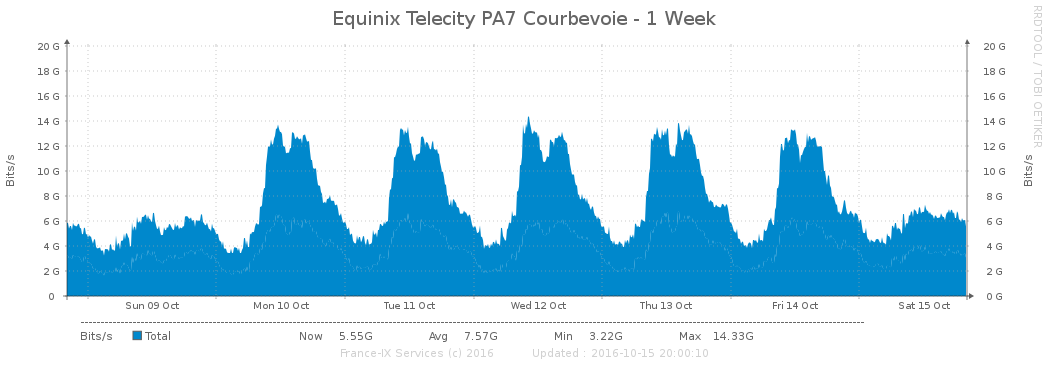 Equinix Telecity PA7 Courbevoie - 1 Week
RRDTOOL / TOBI OETIKER
Bits/s
20 G
18 G
16 G
14 G
12 G
10 G
8 G
6 G
4 G
2 G
0
20 G
18 G
16 G
14 G
12 G
10 G
8 G
6 G
4 G
2 G
0 G
Bits/s
Sun 09 Oct Mon 10 Oct Tue 11 Oct Wed 12 Oct Thu 13 Oct Fri 14 Oct Sat 15 Oct
Bits/s Total Now 5.55G Avg 7.57G Min 3.22G Max 14.33G
France-IX Services (c) 2016 Updated : 2016-10-15 20:00:10